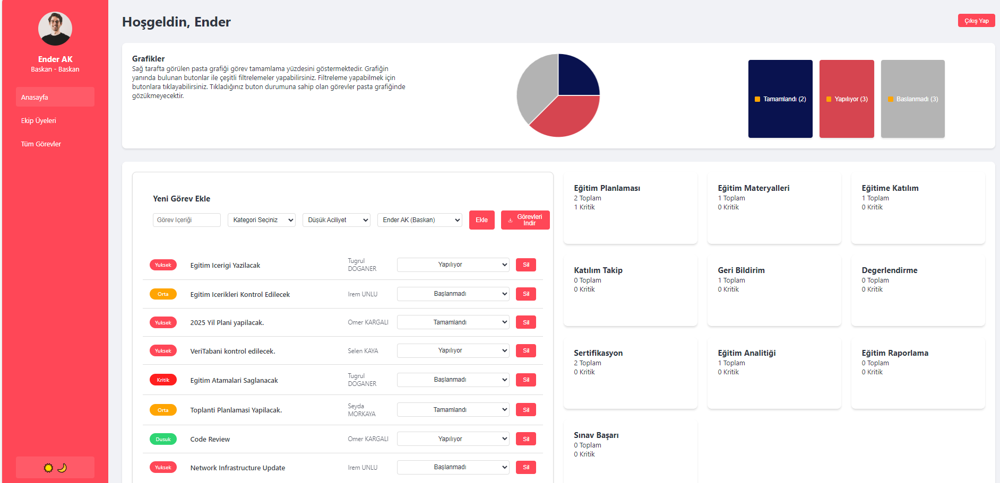 Ender AK
Baskan - Baskan
Anasayfa
Ekip Üyeleri
Tüm Görevler
Hoşgeldin, Ender
Çıkış Yap
Grafikler
Sağ tarafta görülen pasta grafiği görev tamamlama yüzdesini göstermektedir. Grafiğin
yanında bulunan butonlar ile çeşitli filtrelemeler yapabilirsiniz. Filtreleme yapabilmek için
butonlara tıklayabilirsiniz. Tıkladığınız buton durumuna sahip olan görevler pasta grafiğinde
gözükmeyecektir.
Tamamlandı (2)
Yapılıyor (3)
Baslanmadı (3)
Yeni Görev Ekle
Görev Içeriği
Kategori Seçiniz
Düşük Aciliyet
Ender AK (Baskan)
Ekle
Görevleri
Indir
Yuksek
Egitim Icerigi Yazilacak
Tugrul
DOGANER
Yapılıyor
Sil
Orta
Egitim Icerikleri Kontrol Edilecek
Irem UNLU
Başlanmadı
Sil
Yuksek
2025 Yil Plani yapilacak.
Omer KARGALI
Tamamlandı
Sil
Yuksek
VeriTabani kontrol edilecek.
Selen KAYA
Yapılıyor
Sil
Kritik
Egitim Atamalari Saglanacak
Tugrul
DOGANER
Başlanmadı
Sil
Orta
Toplanti Planlamasi Yapilacak.
Seyda
MORKAYA
Tamamlandı
Sil
Dusuk
Code Review
Omer KARGALI
Yapılıyor
Sil
Yuksek
Network Infrastructure Update
Irem UNLU
Başlanmadı
Sil
Eğitim Planlaması
2 Toplam
1 Kritik
Eğitim Materyalleri
1 Toplam
0 Kritik
Eğitime Katılım
1 Toplam
0 Kritik
Katılım Takip
0 Toplam
0 Kritik
Geri Bildirim
1 Toplam
0 Kritik
Degerlendirme
0 Toplam
0 Kritik
Sertifikasyon
2 Toplam
0 Kritik
Eğitim Analitiği
1 Toplam
0 Kritik
Eğitim Raporlama
0 Toplam
0 Kritik
Sınav Başarı
0 Toplam
0 Kritik